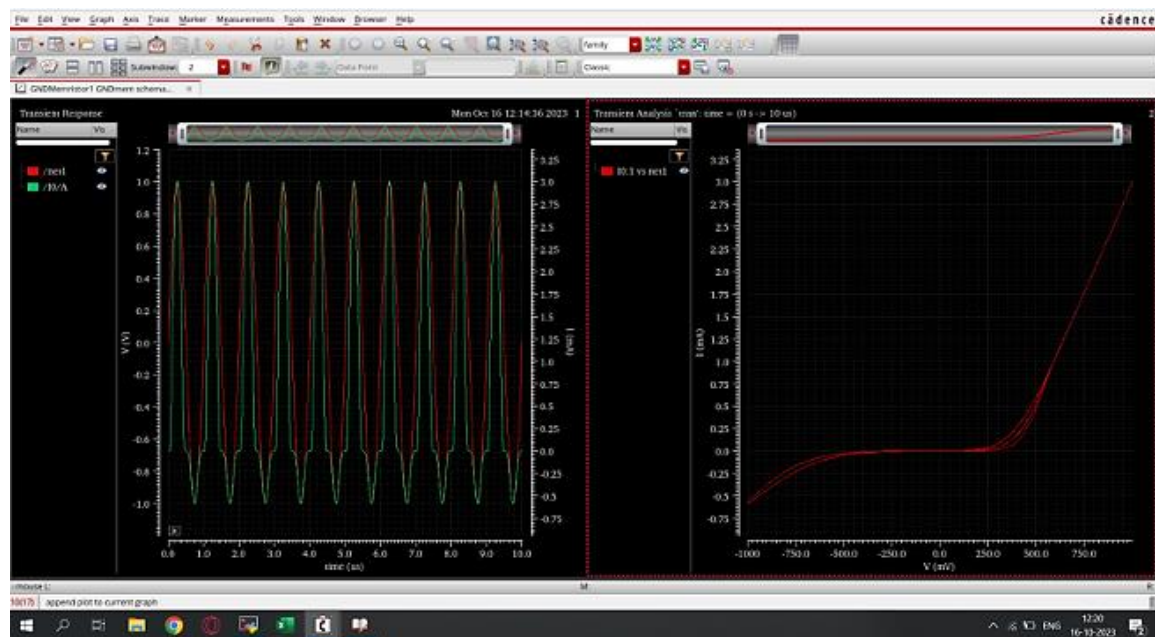 File Edit View Graph Axis Trace Marker Measurements Tools Window Browser Help
cādence
family
Subwindow: 2
Data Point
Classic
GNDMemristor1 GNDmem schema...
Transient Response
Mon Oct 16 12:14:36 2023 1
Name
Vis
/net1
/I0/A
1.2
1.0
0.8
0.6
0.4
0.2
0.0
-0.2
-0.4
-0.6
-0.8
-1.0
V (V)
3.25
3.0
2.75
2.5
2.25
2.0
1.75
1.5
1.25
1.0
0.75
0.5
0.25
0.0
-0.25
-0.5
-0.75
I (mA)
0.0 1.0 2.0 3.0 4.0 5.0 6.0 7.0 8.0 9.0 10.0
time (us)
Transient Analysis `tran': time = (0 s -> 10 us)
2
Name
Vis
I0:1 vs net1
3.25
3.0
2.75
2.5
2.25
2.0
1.75
1.5
1.25
1.0
0.75
0.5
0.25
0.0
-0.25
-0.5
-0.75
I (mA)
-1000 -750.0 -500.0 -250.0 0.0 250.0 500.0 750.0
V (mV)
mouse L:
M:
R:
append plot to current graph
ENG
12:20
16-10-2023